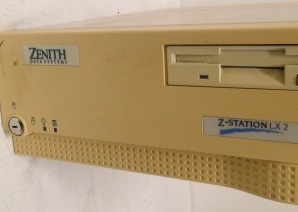 ZENITH
DATA SYSTEMS
Z-STATION LX 2